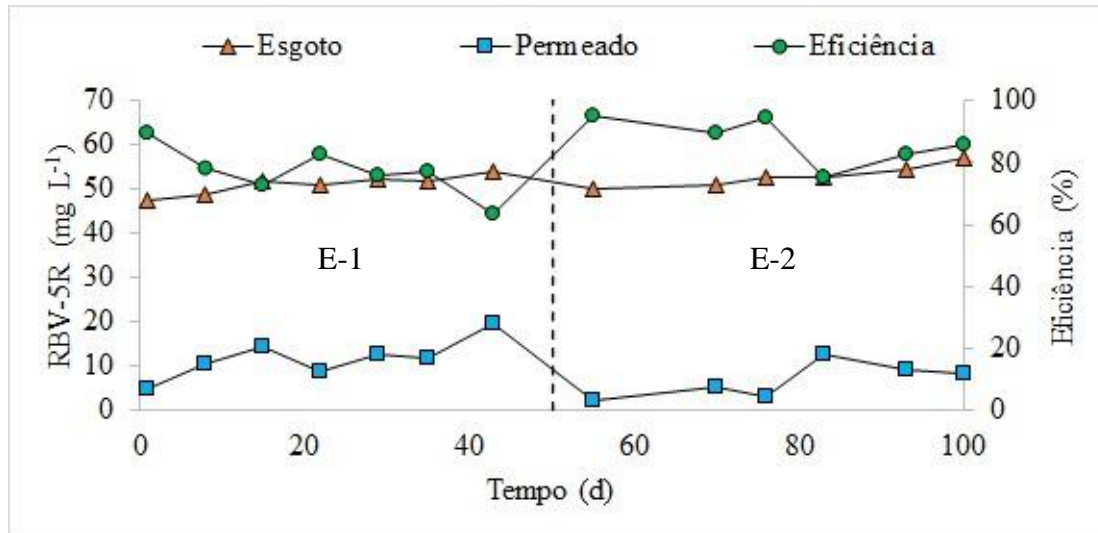 Esgoto Permeado Eficiência
RBV-5R (mg L⁻¹)
70
60
50
40
30
20
10
0
E-1
E-2
100
80
60
40
20
0
Eficiência (%)
0 20 40 60 80 100
Tempo (d)